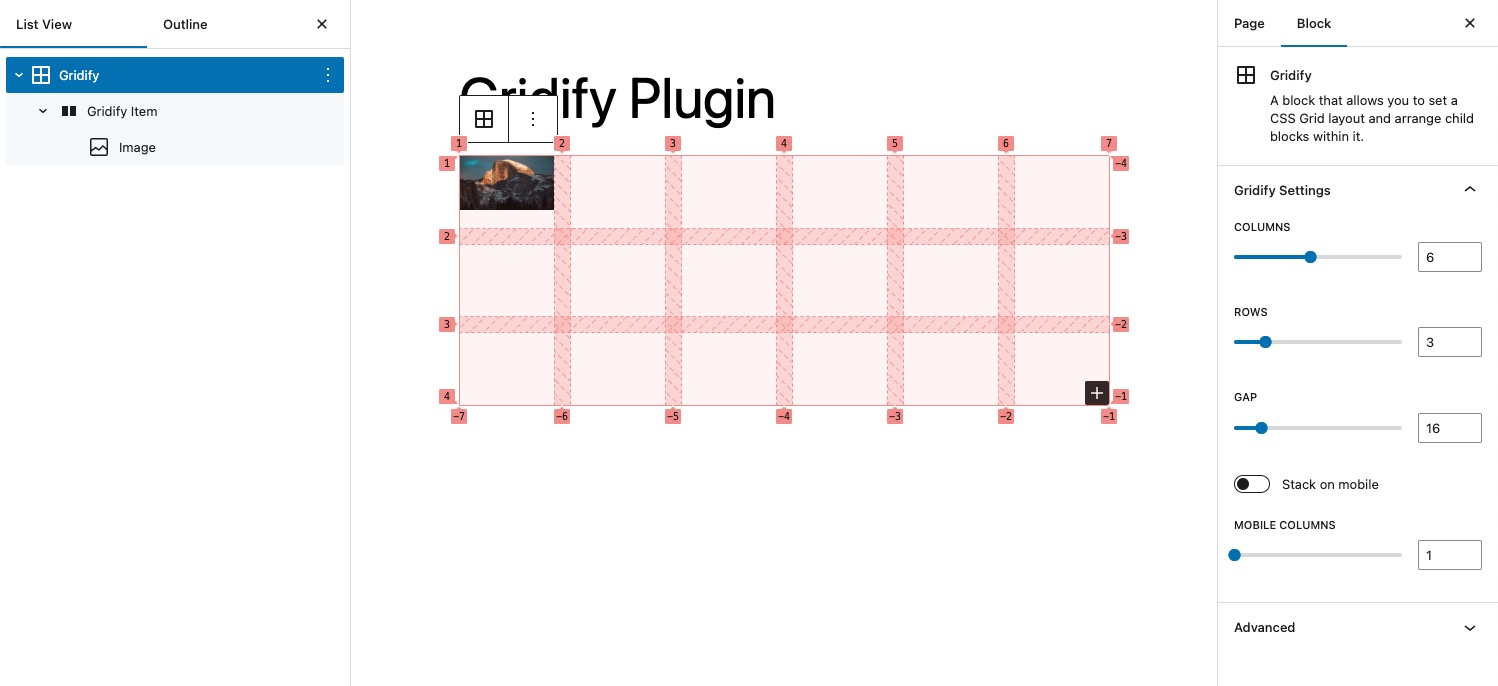 List View
Outline
Gridify
Gridify Item
Image
Gridify Plugin
1 2 3 4 5 6 7
1 −4
2 −3
3 −2
4 −1
−7 −6 −5 −4 −3 −2 −1
Page
Block
Gridify
A block that allows you to set a
CSS Grid layout and arrange child
blocks within it.
Gridify Settings
COLUMNS
6
ROWS
3
GAP
16
Stack on mobile
MOBILE COLUMNS
1
Advanced